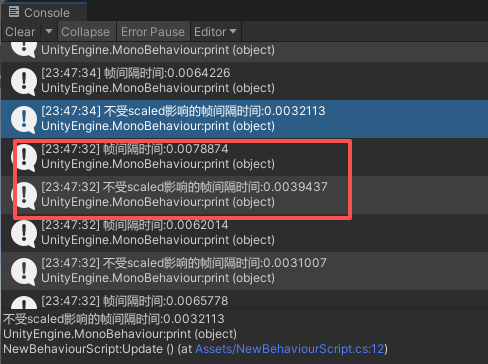 Console
Clear Collapse Error Pause Editor
UnityEngine.MonoBehaviour:print (object)
[23:47:34] 帧间隔时间:0.0064226
UnityEngine.MonoBehaviour:print (object)
[23:47:34] 不受scaled影响的帧间隔时间:0.0032113
UnityEngine.MonoBehaviour:print (object)
[23:47:32] 帧间隔时间:0.0078874
UnityEngine.MonoBehaviour:print (object)
[23:47:32] 不受scaled影响的帧间隔时间:0.0039437
UnityEngine.MonoBehaviour:print (object)
[23:47:32] 帧间隔时间:0.0062014
UnityEngine.MonoBehaviour:print (object)
[23:47:32] 不受scaled影响的帧间隔时间:0.0031007
UnityEngine.MonoBehaviour:print (object)
[23:47:32] 帧间隔时间:0.0065778
UnityEngine.MonoBehaviour:print (object)
不受scaled影响的帧间隔时间:0.0032113
UnityEngine.MonoBehaviour:print (object)
NewBehaviourScript:Update () (at Assets/NewBehaviourScript.cs:12)